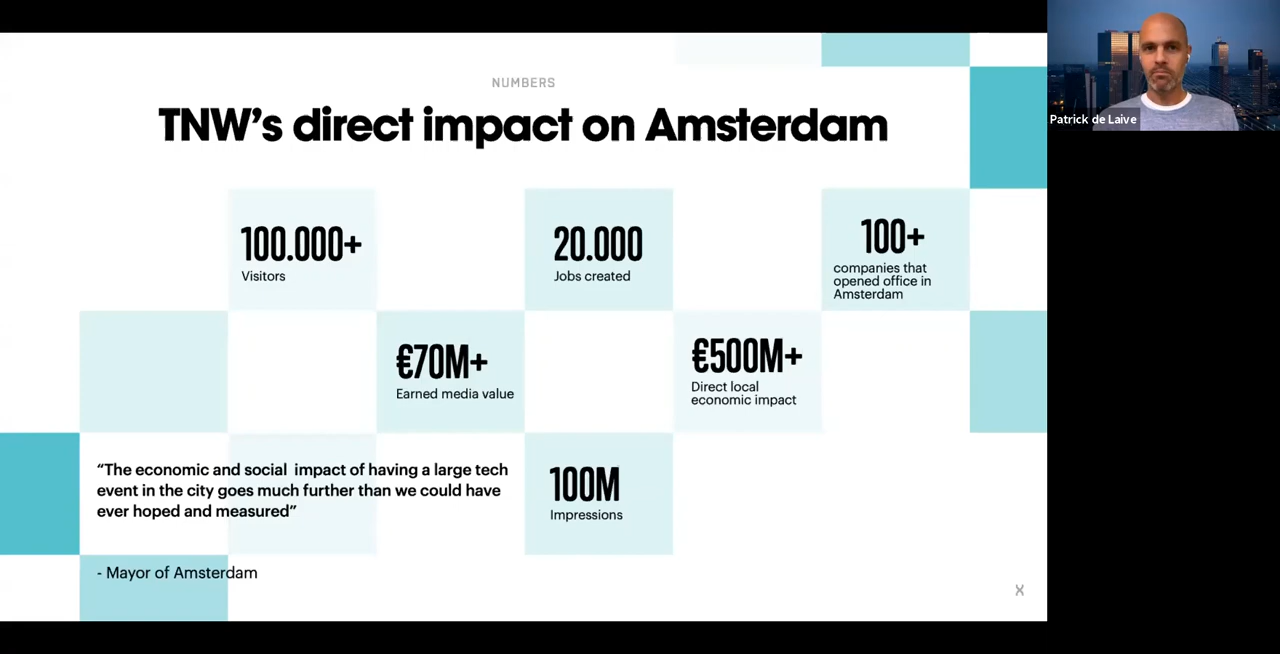 NUMBERS
TNW’s direct impact on Amsterdam
100.000+
Visitors
20.000
Jobs created
100+
companies that
opened office in
Amsterdam
€70M+
Earned media value
€500M+
Direct local
economic impact
“The economic and social impact of having a large tech
event in the city goes much further than we could have
ever hoped and measured”
- Mayor of Amsterdam
100M
Impressions
X
Patrick de Laive